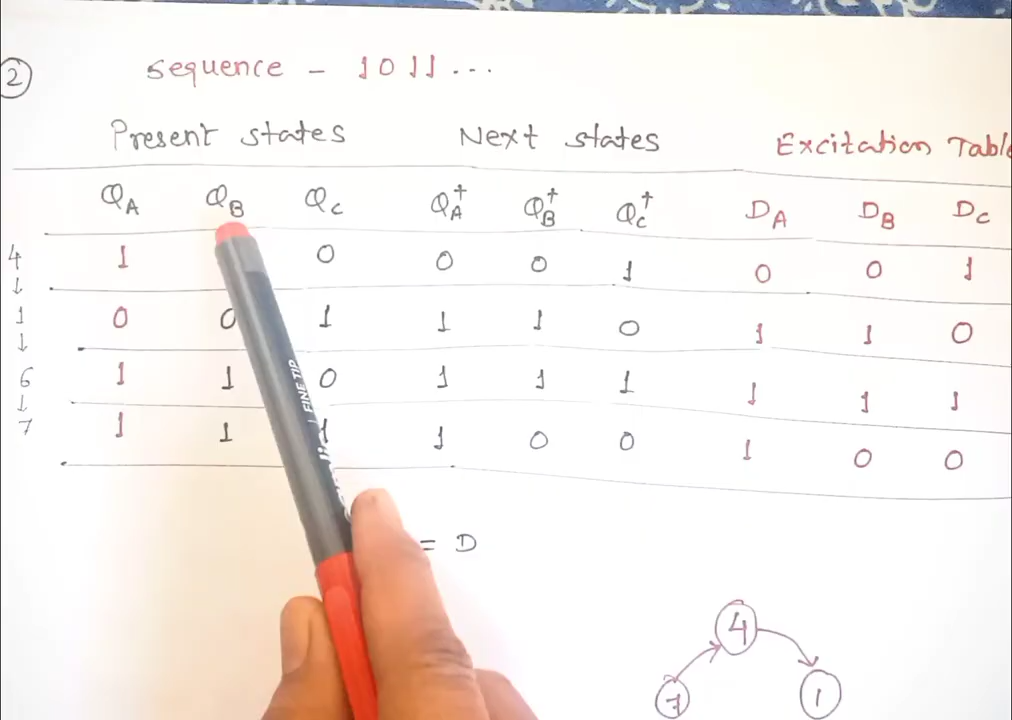 2 sequence - 1011...
Present states Next states Excitation Table
QA QB QC QA+ QB+ QC+ DA DB DC
4 1 0 0 0 1 0 0 1
↓
1 0 0 1 1 1 0 1 1 0
↓
6 1 1 0 1 1 1 1 1 1
↓
7 1 1 1 1 0 0 1 0 0
= D
FINE TIP
4
7 1